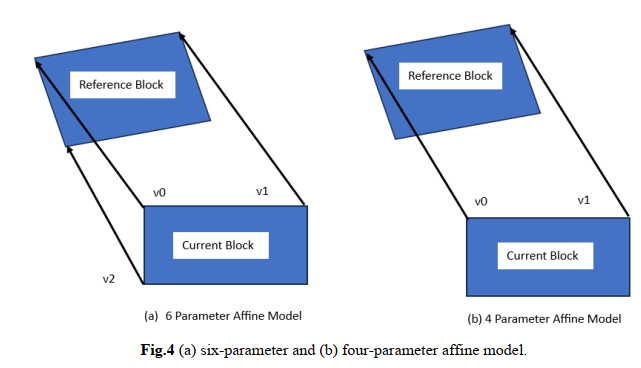 Reference Block
Reference Block
v0
v1
v0
v1
Current Block
Current Block
v2
(a) 6 Parameter Affine Model
(b) 4 Parameter Affine Model
Fig.4 (a) six-parameter and (b) four-parameter affine model.